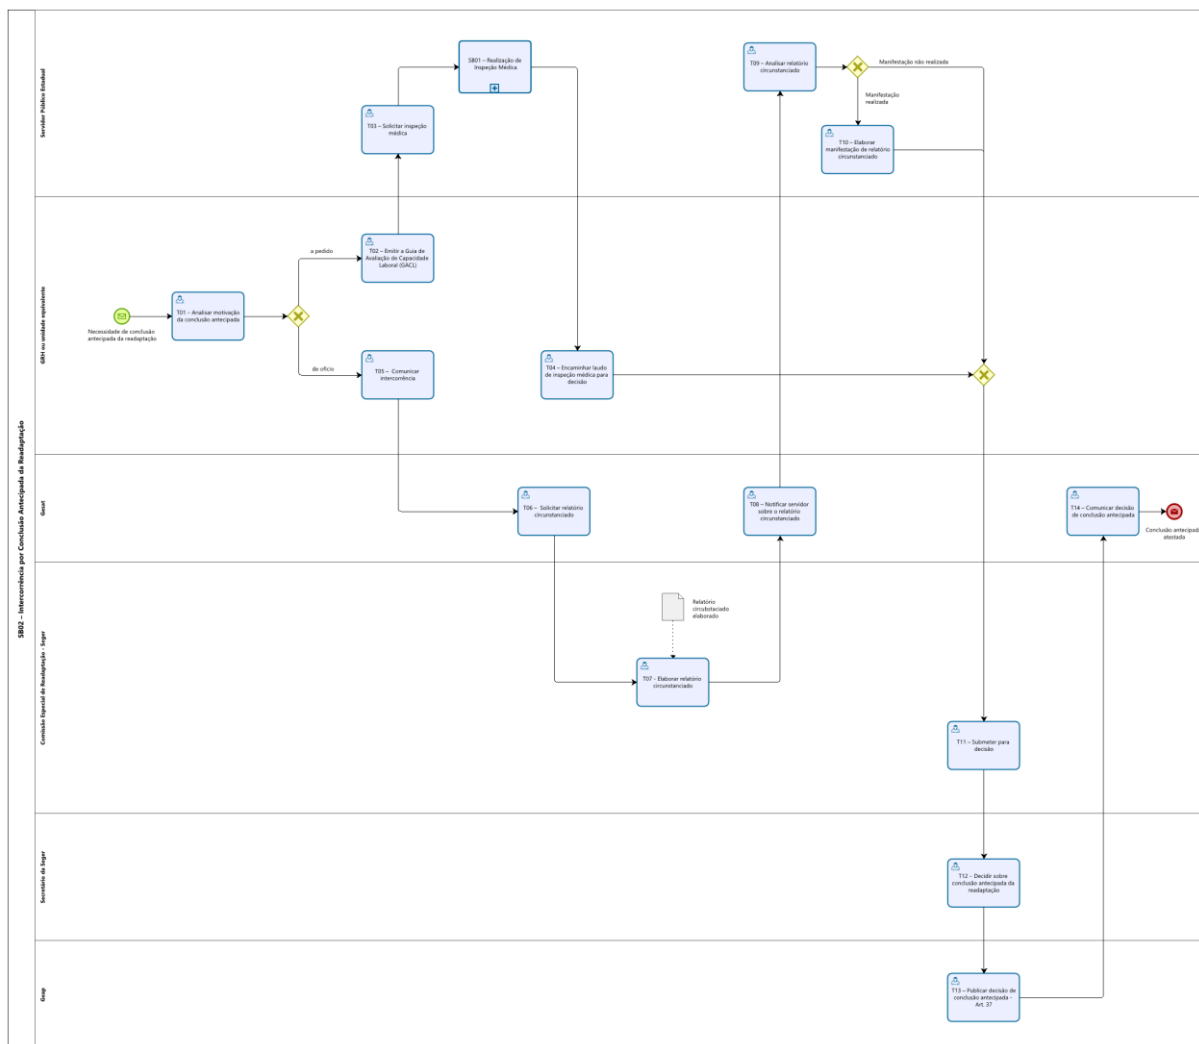 SB02 – Intercorrência por Conclusão Antecipada da Readaptação
Servidor Público Estadual
SB01 – Realização de
Inspeção Médica
T03 – Solicitar inspeção
médica
T09 – Analisar relatório
circunstanciado
Manifestação não realizada
Manifestação
realizada
T10 – Elaborar
manifestação de relatório
circunstanciado
GRH ou unidade equivalente
Necessidade de conclusão
antecipada da readaptação
T01 – Analisar motivação
da conclusão antecipada
a pedido
T02 – Emitir a Guia de
Avaliação de Capacidade
Laboral (GACL)
de ofício
T05 – Comunicar
intercorrência
T04 – Encaminhar laudo
de inspeção médica para
decisão
T06 – Solicitar relatório
circunstanciado
T08 – Notificar servidor
sobre o relatório
circunstanciado
T14 – Comunicar decisão
de conclusão antecipada
Conclusão antecipada
atestada
Comissão Especial de Readaptação - Seger
Relatório
elaborado
T07 – Elaborar relatório
circunstanciado
T11 – Submeter para
decisão
Secretário da Seger
T12 – Decidir sobre
conclusão antecipada da
readaptação
T13 – Publicar decisão de
conclusão antecipada –
Art. 37